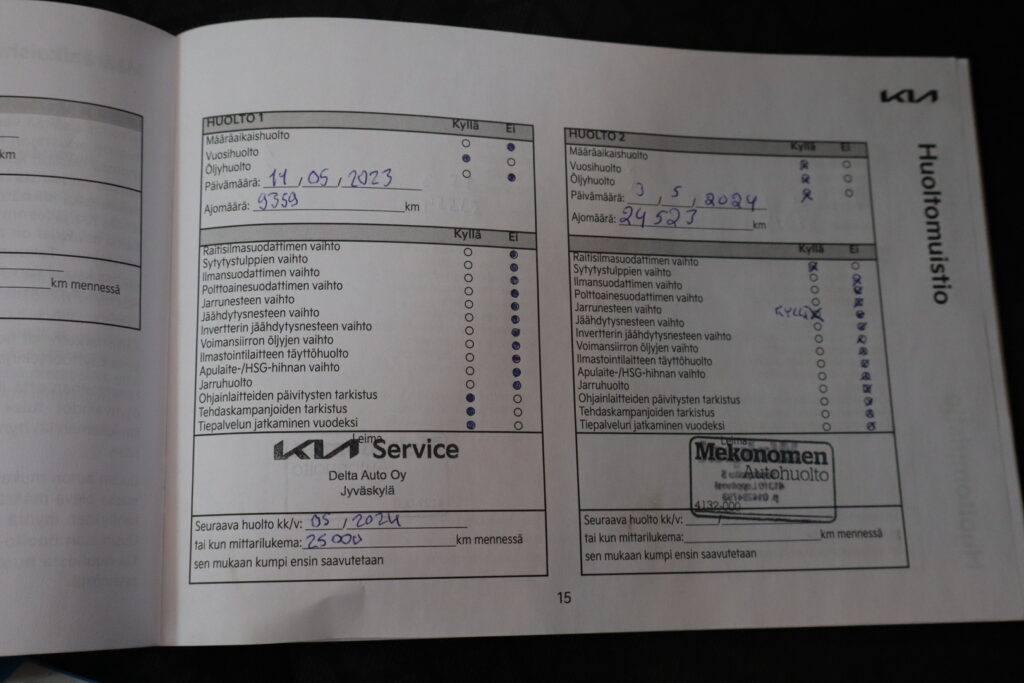 km
km mennessä
KIA
Huoltomuistio
HUOLTO 1 Kyllä Ei
Määräaikaishuolto
Vuosihuolto
Öljyhuolto
Päivämäärä: 11, 05, 2023
Ajomäärä: 9359 km
Kyllä Ei
Raitisilmasuodattimen vaihto
Sytytystulppien vaihto
Ilmansuodattimen vaihto
Polttoainesuodattimen vaihto
Jarrunesteen vaihto
Jäähdytysnesteen vaihto
Invertterin jäähdytysnesteen vaihto
Voimansiirron öljyjen vaihto
Ilmastointilaitteen täyttöhuolto
Apulaite-/HSG-hihnan vaihto
Jarruhuolto
Ohjainlaitteiden päivitysten tarkistus
Tehdaskampanjoiden tarkistus
Tiepalvelun jatkaminen vuodeksi
Leima
KIA Service
Delta Auto Oy
Jyväskylä
Seuraava huolto kk/v: 05, 2024
tai kun mittarilukema: 25000 km mennessä
sen mukaan kumpi ensin saavutetaan
HUOLTO 2 Kyllä Ei
Määräaikaishuolto
Vuosihuolto
Öljyhuolto
Päivämäärä: 3, 5, 2024
Ajomäärä: 24523 km
Kyllä Ei
Raitisilmasuodattimen vaihto
Sytytystulppien vaihto
Ilmansuodattimen vaihto
Polttoainesuodattimen vaihto
Jarrunesteen vaihto KYLLÄ
Jäähdytysnesteen vaihto
Invertterin jäähdytysnesteen vaihto
Voimansiirron öljyjen vaihto
Ilmastointilaitteen täyttöhuolto
Apulaite-/HSG-hihnan vaihto
Jarruhuolto
Ohjainlaitteiden päivitysten tarkistus
Tehdaskampanjoiden tarkistus
Tiepalvelun jatkaminen vuodeksi
Leima
Mekonomen
Autohuolto
4132 000
Seuraava huolto kk/v: ,
tai kun mittarilukema: km mennessä
sen mukaan kumpi ensin saavutetaan
15